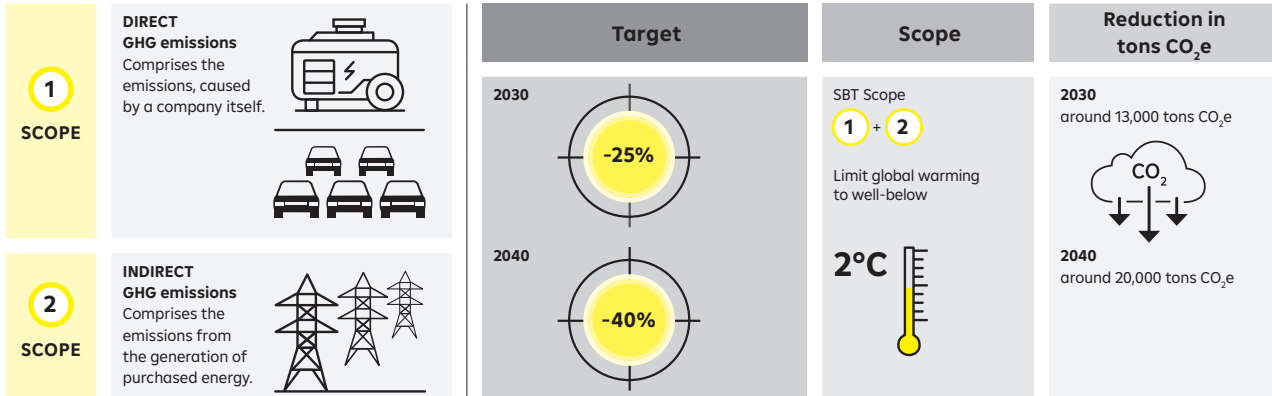 1
SCOPE
DIRECT
GHG emissions
Comprises the
emissions, caused
by a company itself.
2
SCOPE
INDIRECT
GHG emissions
Comprises the
emissions from
the generation of
purchased energy.
Target
2030
-25%
2040
-40%
Scope
SBT Scope
1 + 2
Limit global warming
to well-below
2°C
Reduction in
tons CO₂e
2030
around 13,000 tons CO₂e
CO₂
2040
around 20,000 tons CO₂e